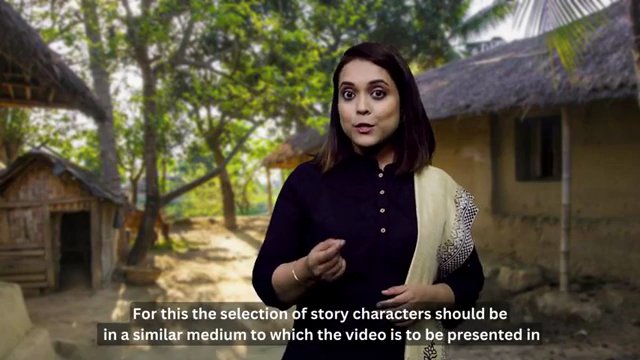 For this the selection of story characters should be
in a similar medium to which the video is to be presented in